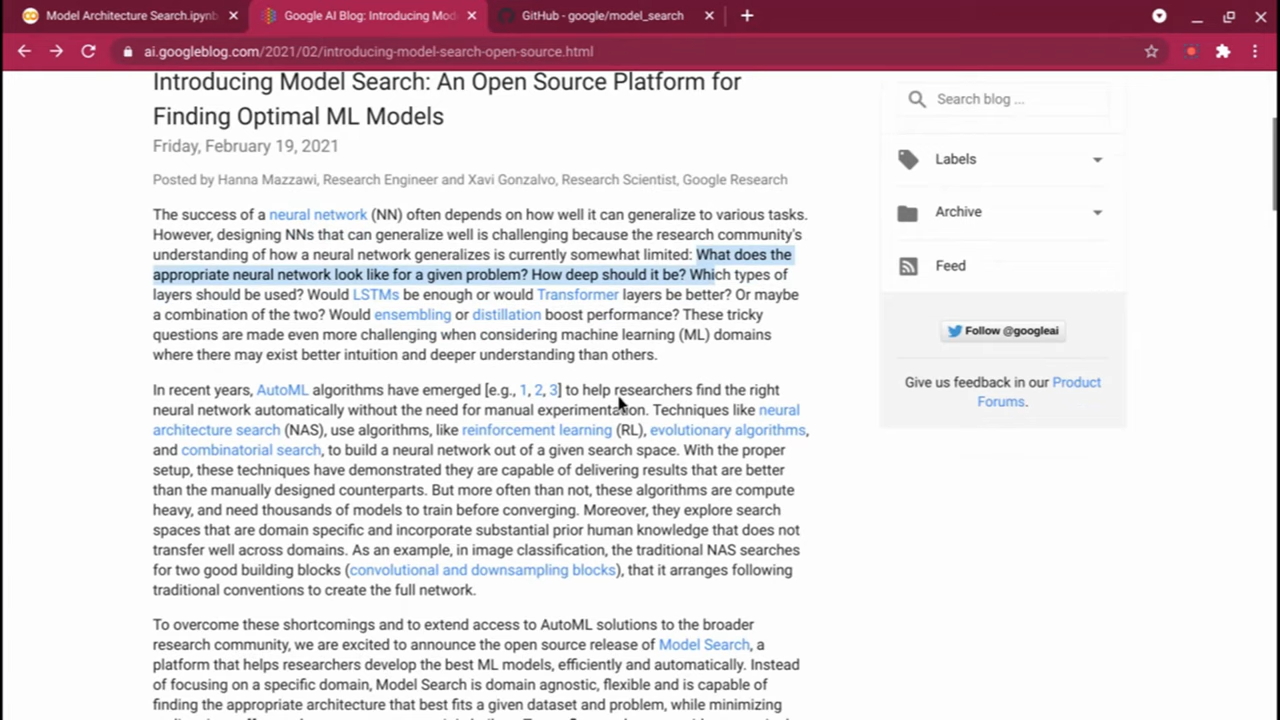 Model Architecture Search.ipynb
Google AI Blog: Introducing Mod
GitHub - google/model_search
ai.googleblog.com/2021/02/introducing-model-search-open-source.html
Introducing Model Search: An Open Source Platform for
Finding Optimal ML Models
Friday, February 19, 2021
Posted by Hanna Mazzawi, Research Engineer and Xavi Gonzalvo, Research Scientist, Google Research
The success of a neural network (NN) often depends on how well it can generalize to various tasks.
However, designing NNs that can generalize well is challenging because the research community's
understanding of how a neural network generalizes is currently somewhat limited: What does the
appropriate neural network look like for a given problem? How deep should it be? Which types of
layers should be used? Would LSTMs be enough or would Transformer layers be better? Or maybe
a combination of the two? Would ensembling or distillation boost performance? These tricky
questions are made even more challenging when considering machine learning (ML) domains
where there may exist better intuition and deeper understanding than others.
In recent years, AutoML algorithms have emerged [e.g., 1, 2, 3] to help researchers find the right
neural network automatically without the need for manual experimentation. Techniques like neural
architecture search (NAS), use algorithms, like reinforcement learning (RL), evolutionary algorithms,
and combinatorial search, to build a neural network out of a given search space. With the proper
setup, these techniques have demonstrated they are capable of delivering results that are better
than the manually designed counterparts. But more often than not, these algorithms are compute
heavy, and need thousands of models to train before converging. Moreover, they explore search
spaces that are domain specific and incorporate substantial prior human knowledge that does not
transfer well across domains. As an example, in image classification, the traditional NAS searches
for two good building blocks (convolutional and downsampling blocks), that it arranges following
traditional conventions to create the full network.
To overcome these shortcomings and to extend access to AutoML solutions to the broader
research community, we are excited to announce the open source release of Model Search, a
platform that helps researchers develop the best ML models, efficiently and automatically. Instead
of focusing on a specific domain, Model Search is domain agnostic, flexible and is capable of
finding the appropriate architecture that best fits a given dataset and problem, while minimizing
Search blog ...
Labels
Archive
Feed
Follow @googleai
Give us feedback in our Product
Forums.